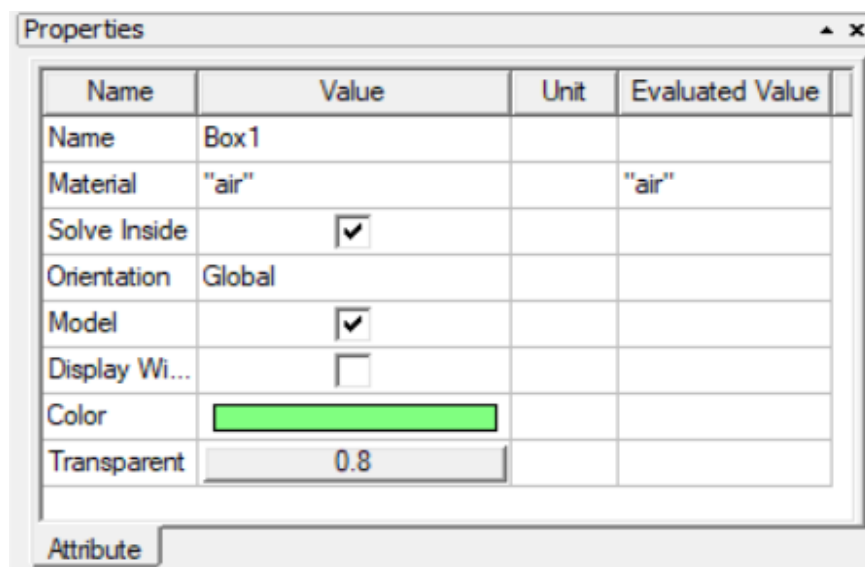 Properties
Name Value Unit Evaluated Value
Name Box1
Material "air" "air"
Solve Inside
Orientation Global
Model
Display Wi...
Color
Transparent 0.8
Attribute